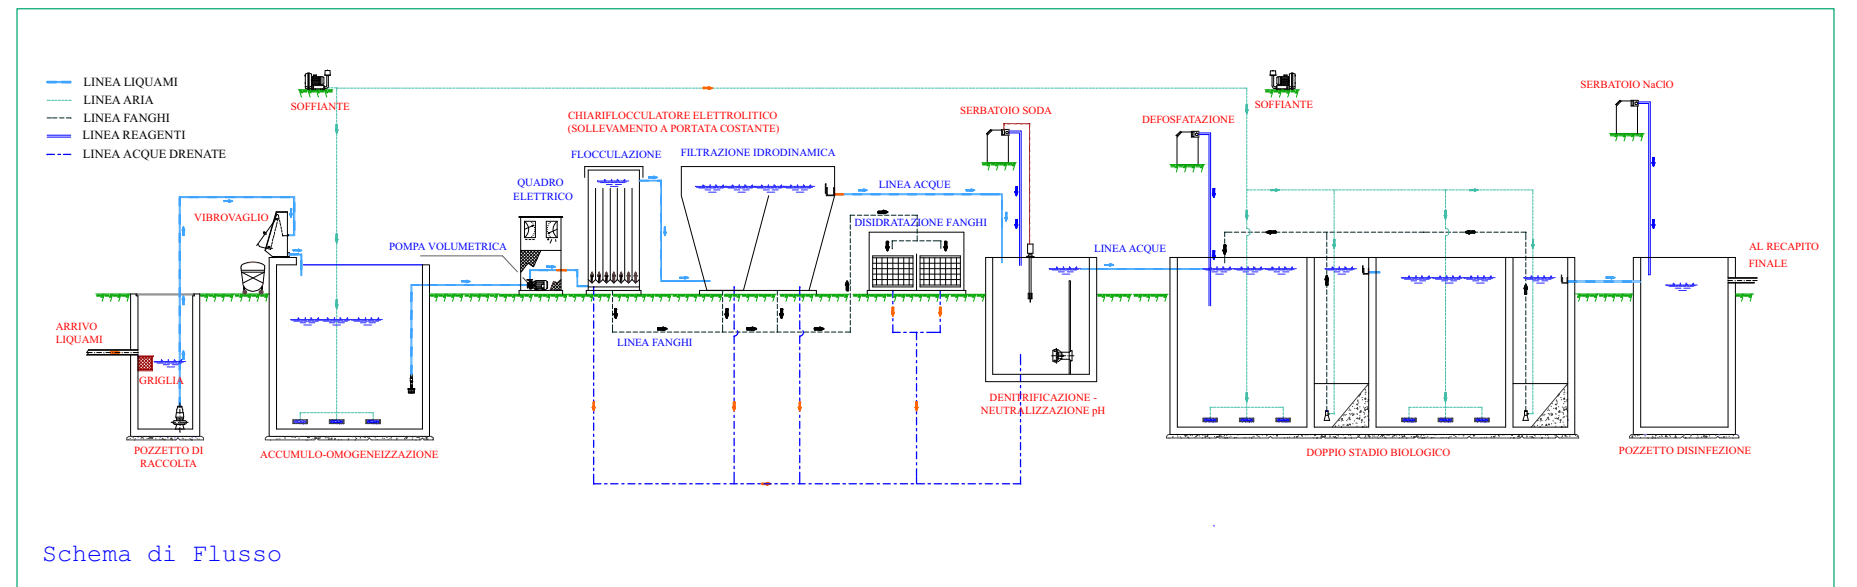 LINEA LIQUAMI
LINEA ARIA
LINEA FANGHI
LINEA REAGENTI
LINEA ACQUE DRENATE
SOFFIANTE
SOFFIANTE
SERBATOIO NaClO
CHIARIFLOCCULATORE ELETTROLITICO
(SOLLEVAMENTO A PORTATA COSTANTE)
SERBATOIO SODA
DEFOSFATAZIONE
FLOCCULAZIONE
FILTRAZIONE IDRODINAMICA
QUADRO
ELETTRICO
LINEA ACQUE
VIBROVAGLIO
DISIDRATAZIONE FANGHI
POMPA VOLUMETRICA
LINEA ACQUE
AL RECAPITO
FINALE
ARRIVO
LIQUAMI
LINEA FANGHI
GRIGLIA
DENITRIFICAZIONE -
NEUTRALIZZAZIONE pH
POZZETTO DI
RACCOLTA
ACCUMULO-OMOGENEIZZAZIONE
DOPPIO STADIO BIOLOGICO
POZZETTO DISINFEZIONE
Schema di Flusso